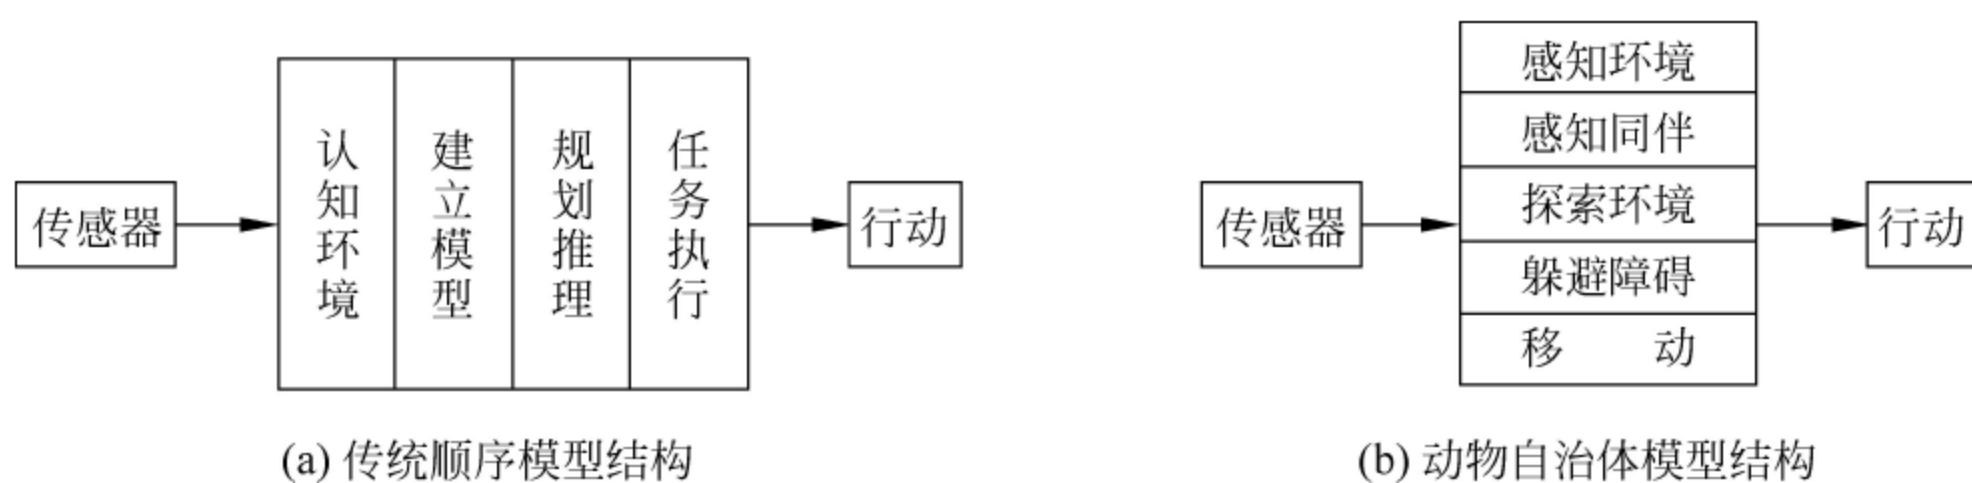 传感器
认知环境
建立模型
规划推理
任务执行
行动
(a) 传统顺序模型结构
传感器
感知环境
感知同伴
探索环境
躲避障碍
移 动
行动
(b) 动物自治体模型结构